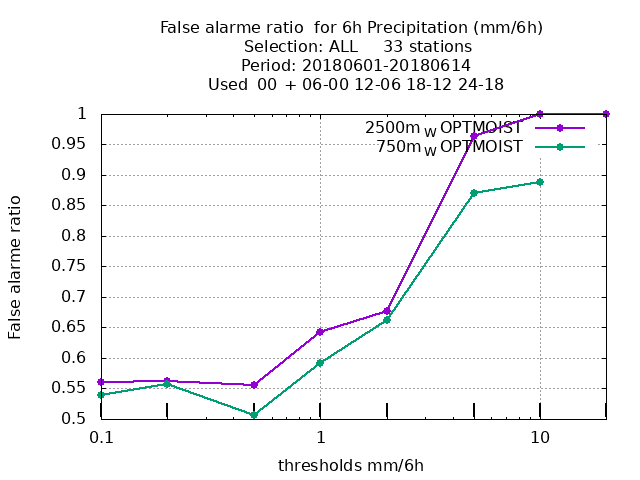 False alarme ratio  for 6h Precipitation (mm/6h)
Selection: ALL     33 stations
Period: 20180601-20180614
Used  00  + 06-00 12-06 18-12 24-18
2500m W OPTMOIST
750m W OPTMOIST
1
0.95
0.9
0.85
0.8
0.75
0.7
0.65
0.6
0.55
0.5
False alarme ratio
0.1 1 10
thresholds mm/6h